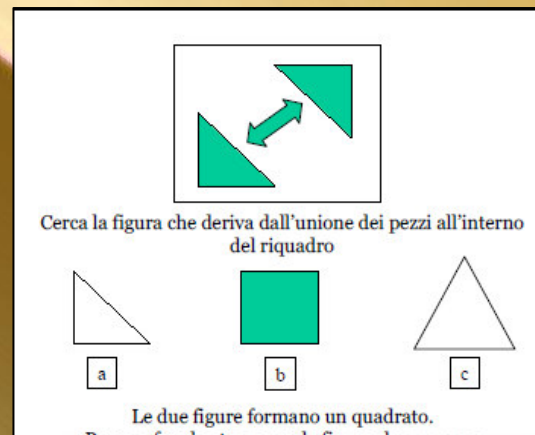 Cerca la figura che deriva dall'unione dei pezzi all'interno
del riquadro
a
b
c
Le due figure formano un quadrato.